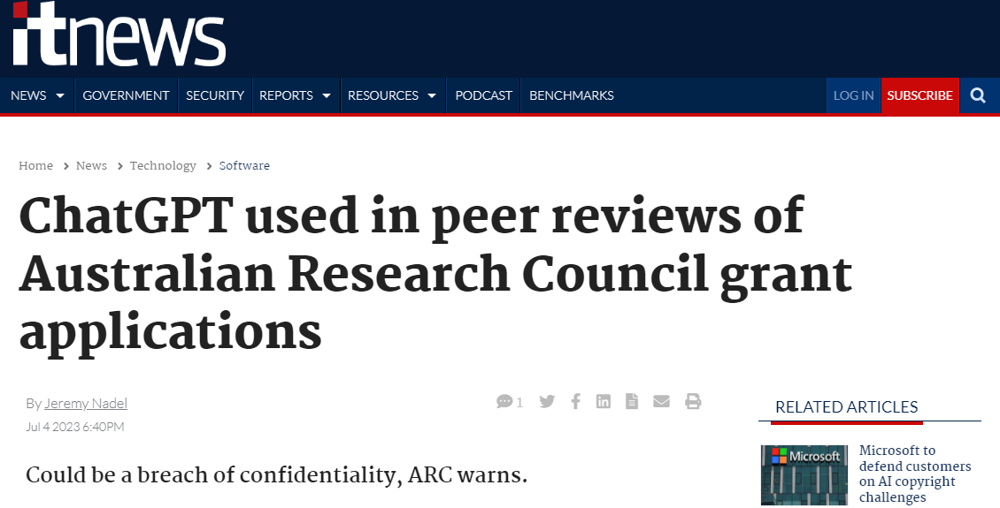 itnews
NEWS
GOVERNMENT
SECURITY
REPORTS
RESOURCES
PODCAST
BENCHMARKS
LOG IN
SUBSCRIBE
Home > News > Technology > Software
ChatGPT used in peer reviews of
Australian Research Council grant
applications
By Jeremy Nadel
Jul 4 2023 6:40PM
1
Could be a breach of confidentiality, ARC warns.
RELATED ARTICLES
Microsoft
Microsoft to
defend customers
on AI copyright
challenges